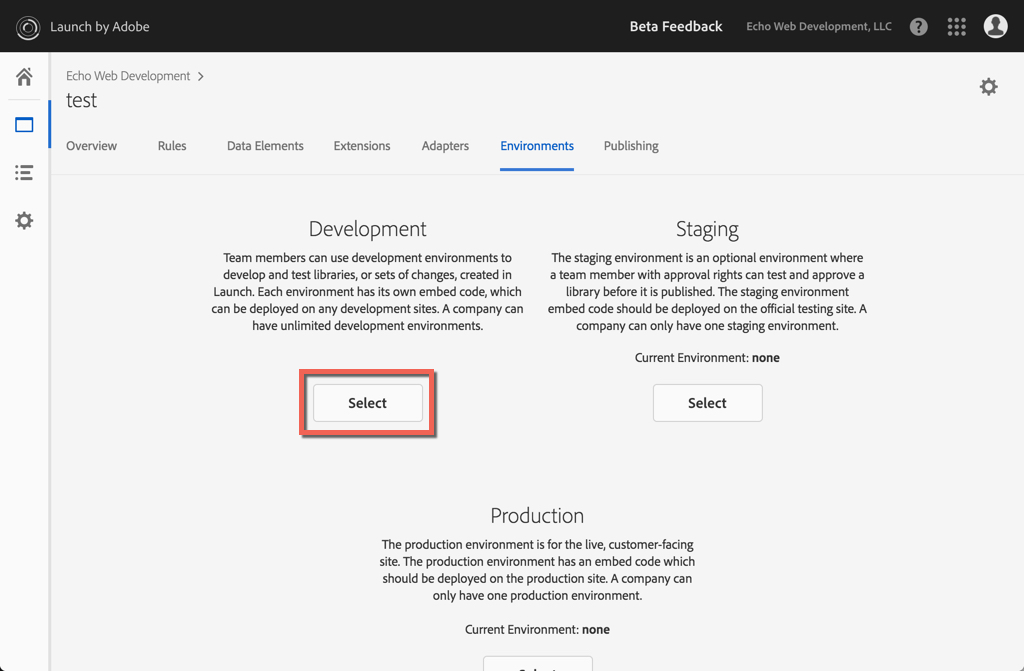 Launch by Adobe
Beta Feedback
Echo Web Development, LLC
Echo Web Development
test
Overview
Rules
Data Elements
Extensions
Adapters
Environments
Publishing
Development
Team members can use development environments to
develop and test libraries, or sets of changes, created in
Launch. Each environment has its own embed code, which
can be deployed on any development sites. A company can
have unlimited development environments.
Select
Staging
The staging environment is an optional environment where
a team member with approval rights can test and approve a
library before it is published. The staging environment
embed code should be deployed on the official testing site. A
company can only have one staging environment.
Current Environment: none
Select
Production
The production environment is for the live, customer-facing
site. The production environment has an embed code which
should be deployed on the production site. A company can
only have one production environment.
Current Environment: none